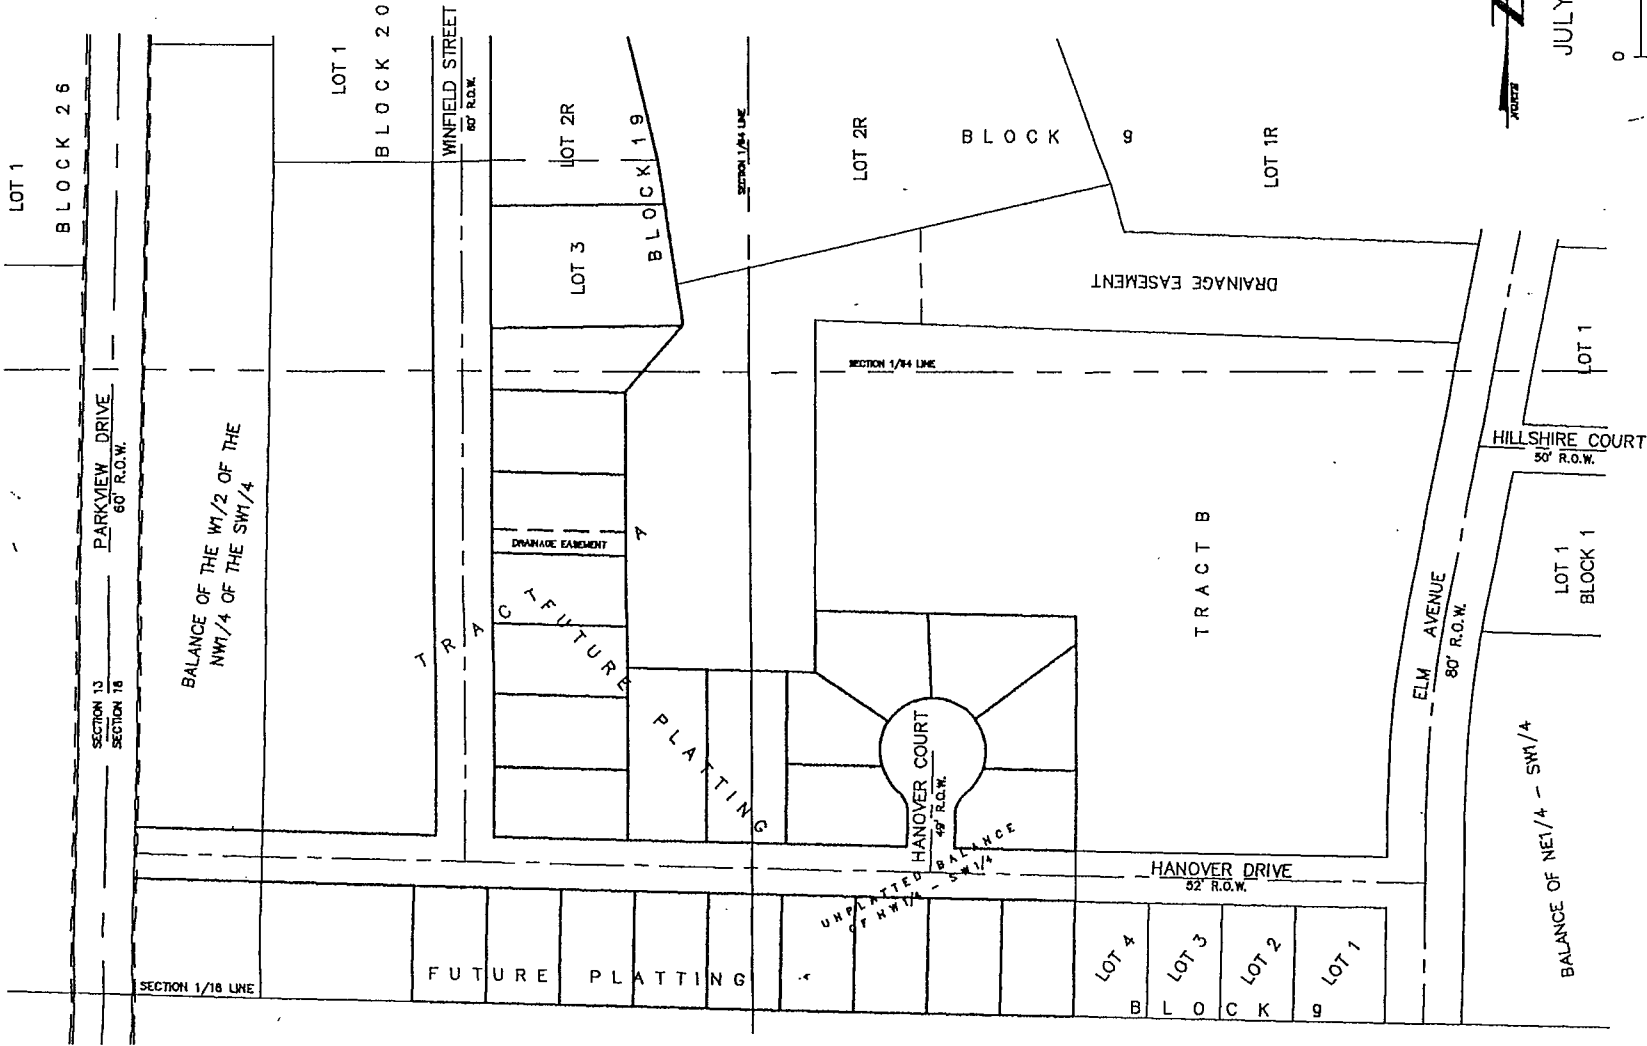 LOT 1
BLOCK 26
PARKVIEW DRIVE
60' R.O.W.
SECTION 13
SECTION 18
BALANCE OF THE W1/2 OF THE
NW1/4 OF THE SW1/4
SECTION 1/16 LINE
LOT 1
BLOCK 20
WINFIELD STREET
60' R.O.W.
LOT 2R
BLOCK 19
LOT 3
SECTION 1/64 LINE
LOT 2R
BLOCK 9
LOT 1R
NORTH
JULY
0
DRAINAGE EASEMENT
SECTION 1/64 LINE
DRAINAGE EASEMENT
TRACT A
FUTURE PLATTING
TRACT B
LOT 1
HILLSHIRE COURT
50' R.O.W.
LOT 1
BLOCK 1
ELM AVENUE
80' R.O.W.
BALANCE OF NE1/4 - SW1/4
HANOVER COURT
49' R.O.W.
UNPLATTED BALANCE
OF NW1/4 - SW1/4
HANOVER DRIVE
52' R.O.W.
FUTURE PLATTING
LOT 4
LOT 3
LOT 2
LOT 1
BLOCK 9